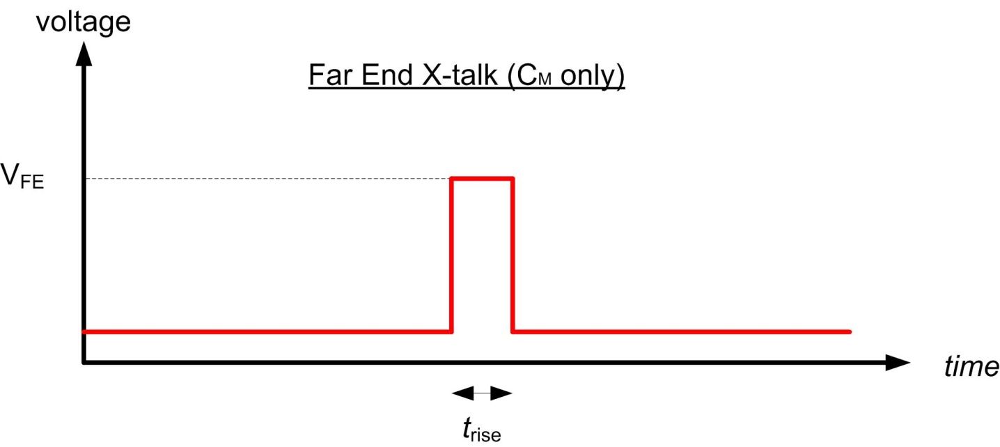 voltage
Far End X-talk (CM only)
VFE
time
trise